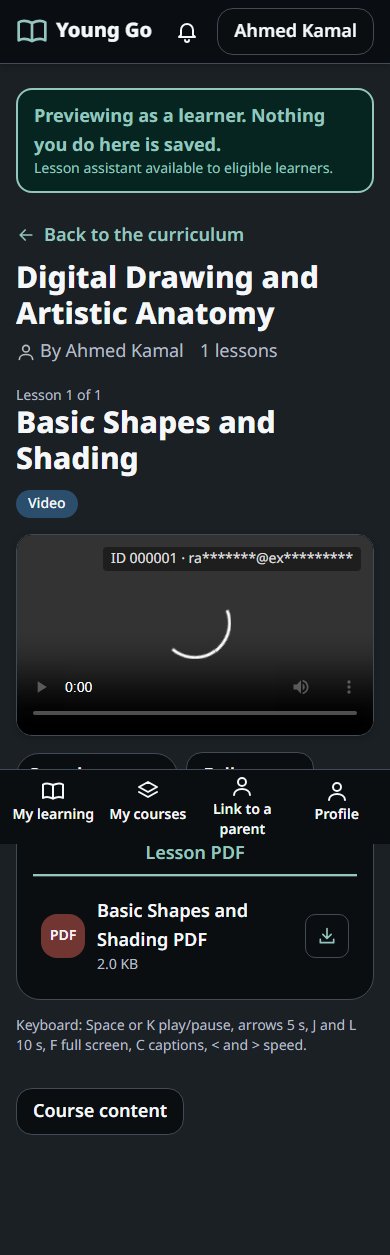 Young Go
Ahmed Kamal
Previewing as a learner. Nothing
you do here is saved.
Lesson assistant available to eligible learners.
Back to the curriculum
Digital Drawing and
Artistic Anatomy
By Ahmed Kamal 1 lessons
Lesson 1 of 1
Basic Shapes and
Shading
Video
ID 000001 · ra*******@ex*********
0:00
My learning
My courses
Link to a
parent
Profile
Lesson PDF
PDF
Basic Shapes and
Shading PDF
2.0 KB
Keyboard: Space or K play/pause, arrows 5 s, J and L
10 s, F full screen, C captions, < and > speed.
Course content